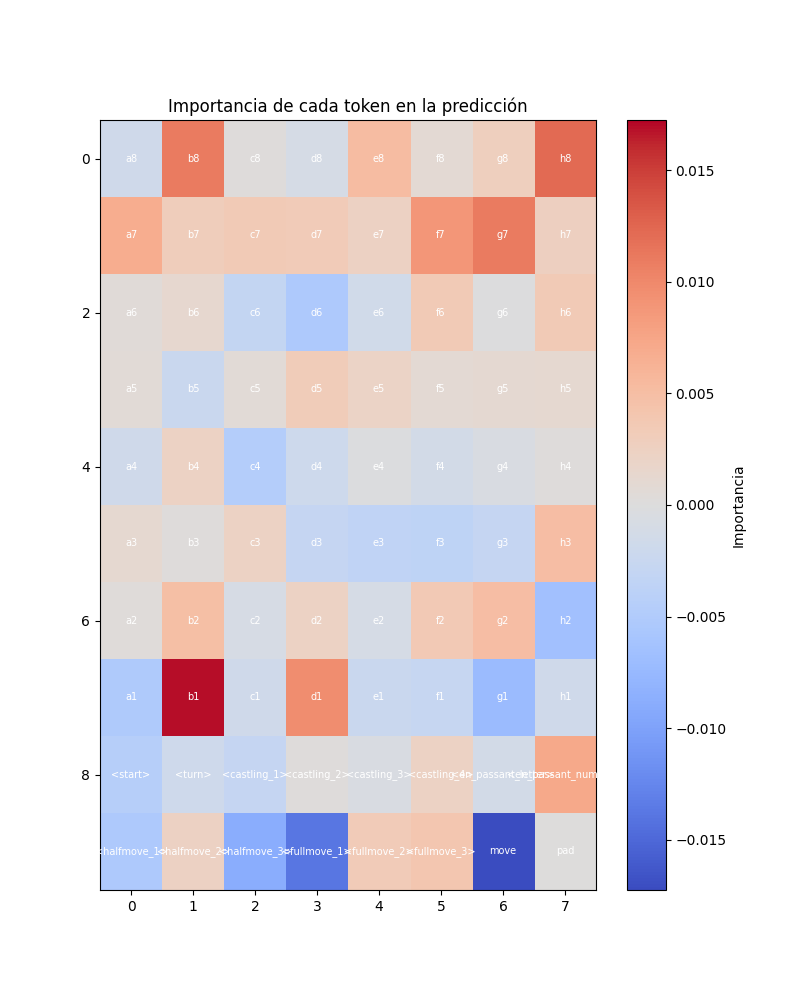 Importancia de cada token en la predicción
0 a8 b8 c8 d8 e8 f8 g8 h8 0.015
a7 b7 c7 d7 e7 f7 g7 h7 0.010
2 a6 b6 c6 d6 e6 f6 g6 h6
a5 b5 c5 d5 e5 f5 g5 h5 0.005
4 a4 b4 c4 d4 e4 f4 g4 h4 0.000
Importancia
a3 b3 c3 d3 e3 f3 g3 h3
6 a2 b2 c2 d2 e2 f2 g2 h2 −0.005
a1 b1 c1 d1 e1 f1 g1 h1 −0.010
8 <start> <turn> <castling_1> <castling_2> <castling_3>
<halfmove_2> <halfmove_3> <fullmove_1> <fullmove_2> <fullmove_3> move pad −0.015
0 1 2 3 4 5 6 7